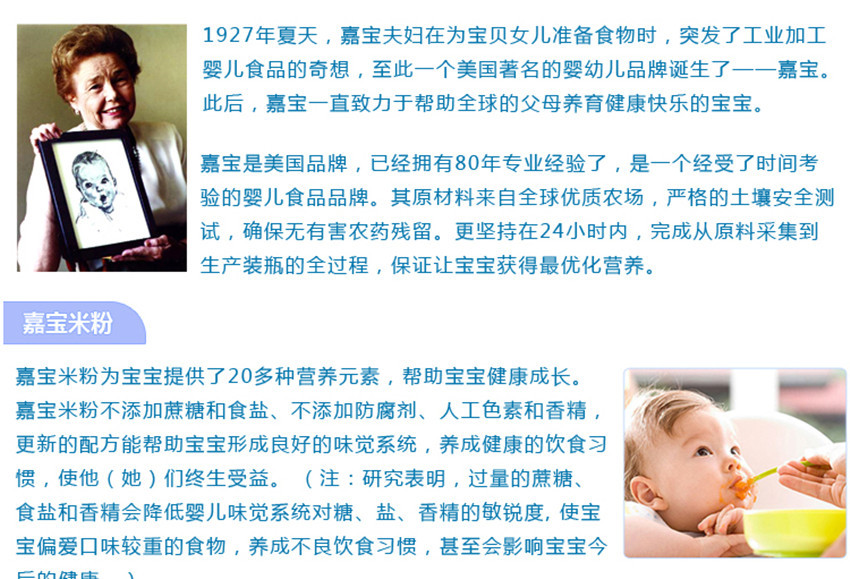 1927年夏天，嘉宝夫妇在为宝贝女儿准备食物时，突发了工业加工
婴儿食品的奇想，至此一个美国著名的婴幼儿品牌诞生了——嘉宝。
此后，嘉宝一直致力于帮助全球的父母养育健康快乐的宝宝。
嘉宝是美国品牌，已经拥有80年专业经验了，是一个经受了时间考
验的婴儿食品品牌。其原材料来自全球优质农场，严格的土壤安全测
试，确保无有害农药残留。更坚持在24小时内，完成从原料采集到
生产装瓶的全过程，保证让宝宝获得最优化营养。
嘉宝米粉
嘉宝米粉为宝宝提供了20多种营养元素，帮助宝宝健康成长。
嘉宝米粉不添加蔗糖和食盐、不添加防腐剂、人工色素和香精，
更新的配方能帮助宝宝形成良好的味觉系统，养成健康的饮食习
惯，使他（她）们终生受益。（注：研究表明，过量的蔗糖、
食盐和香精会降低婴儿味觉系统对糖、盐、香精的敏锐度, 使宝
宝偏爱口味较重的食物，养成不良饮食习惯，甚至会影响宝宝今
后的健康。）